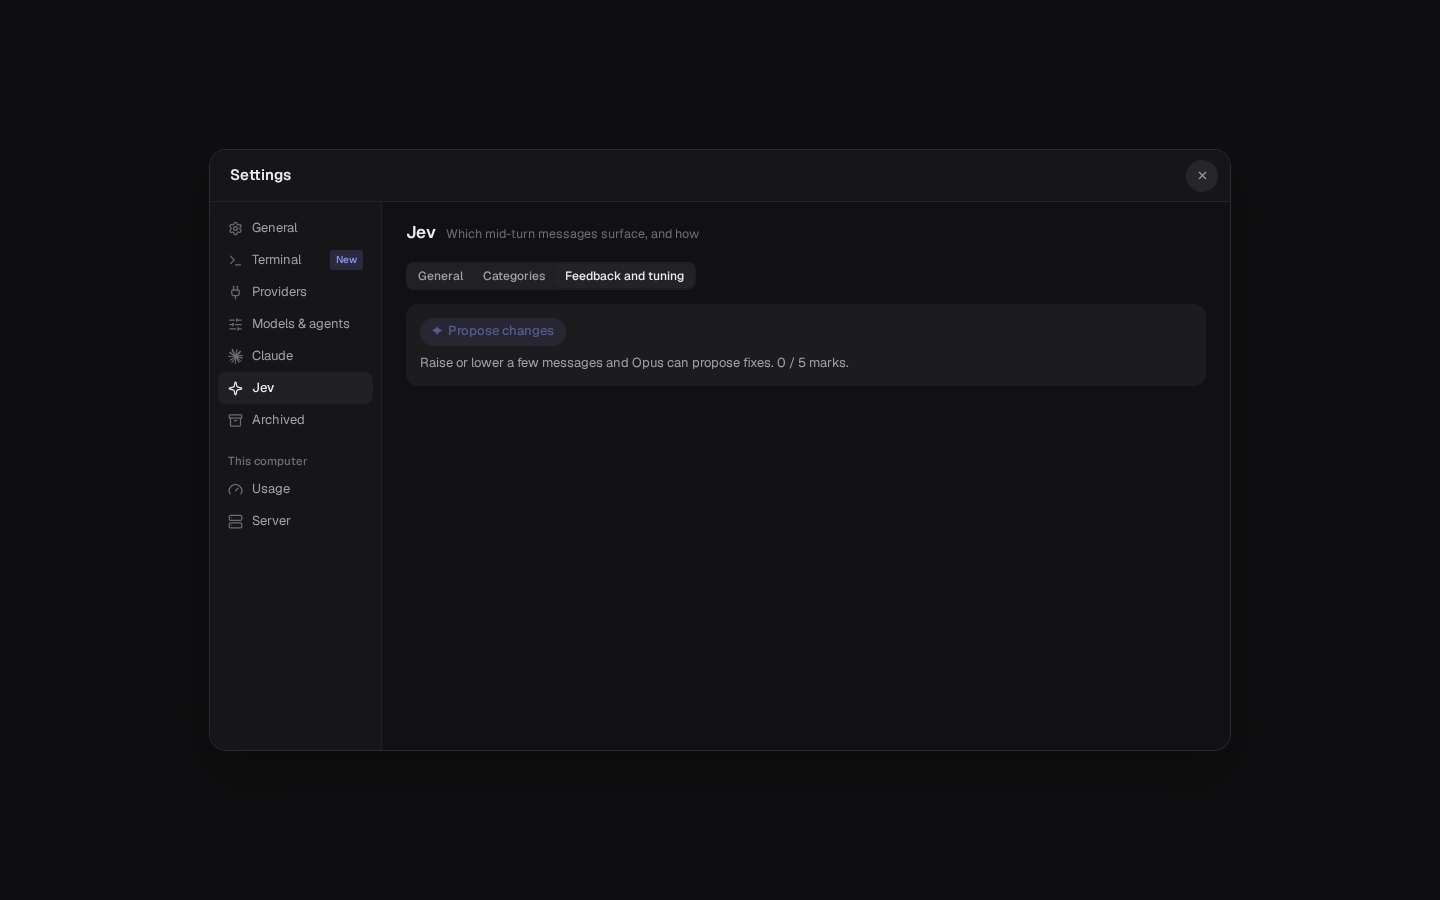 Settings
General
Terminal New
Providers
Models & agents
Claude
Jev
Archived
This computer
Usage
Server
Jev Which mid-turn messages surface, and how
General Categories Feedback and tuning
Propose changes
Raise or lower a few messages and Opus can propose fixes. 0 / 5 marks.